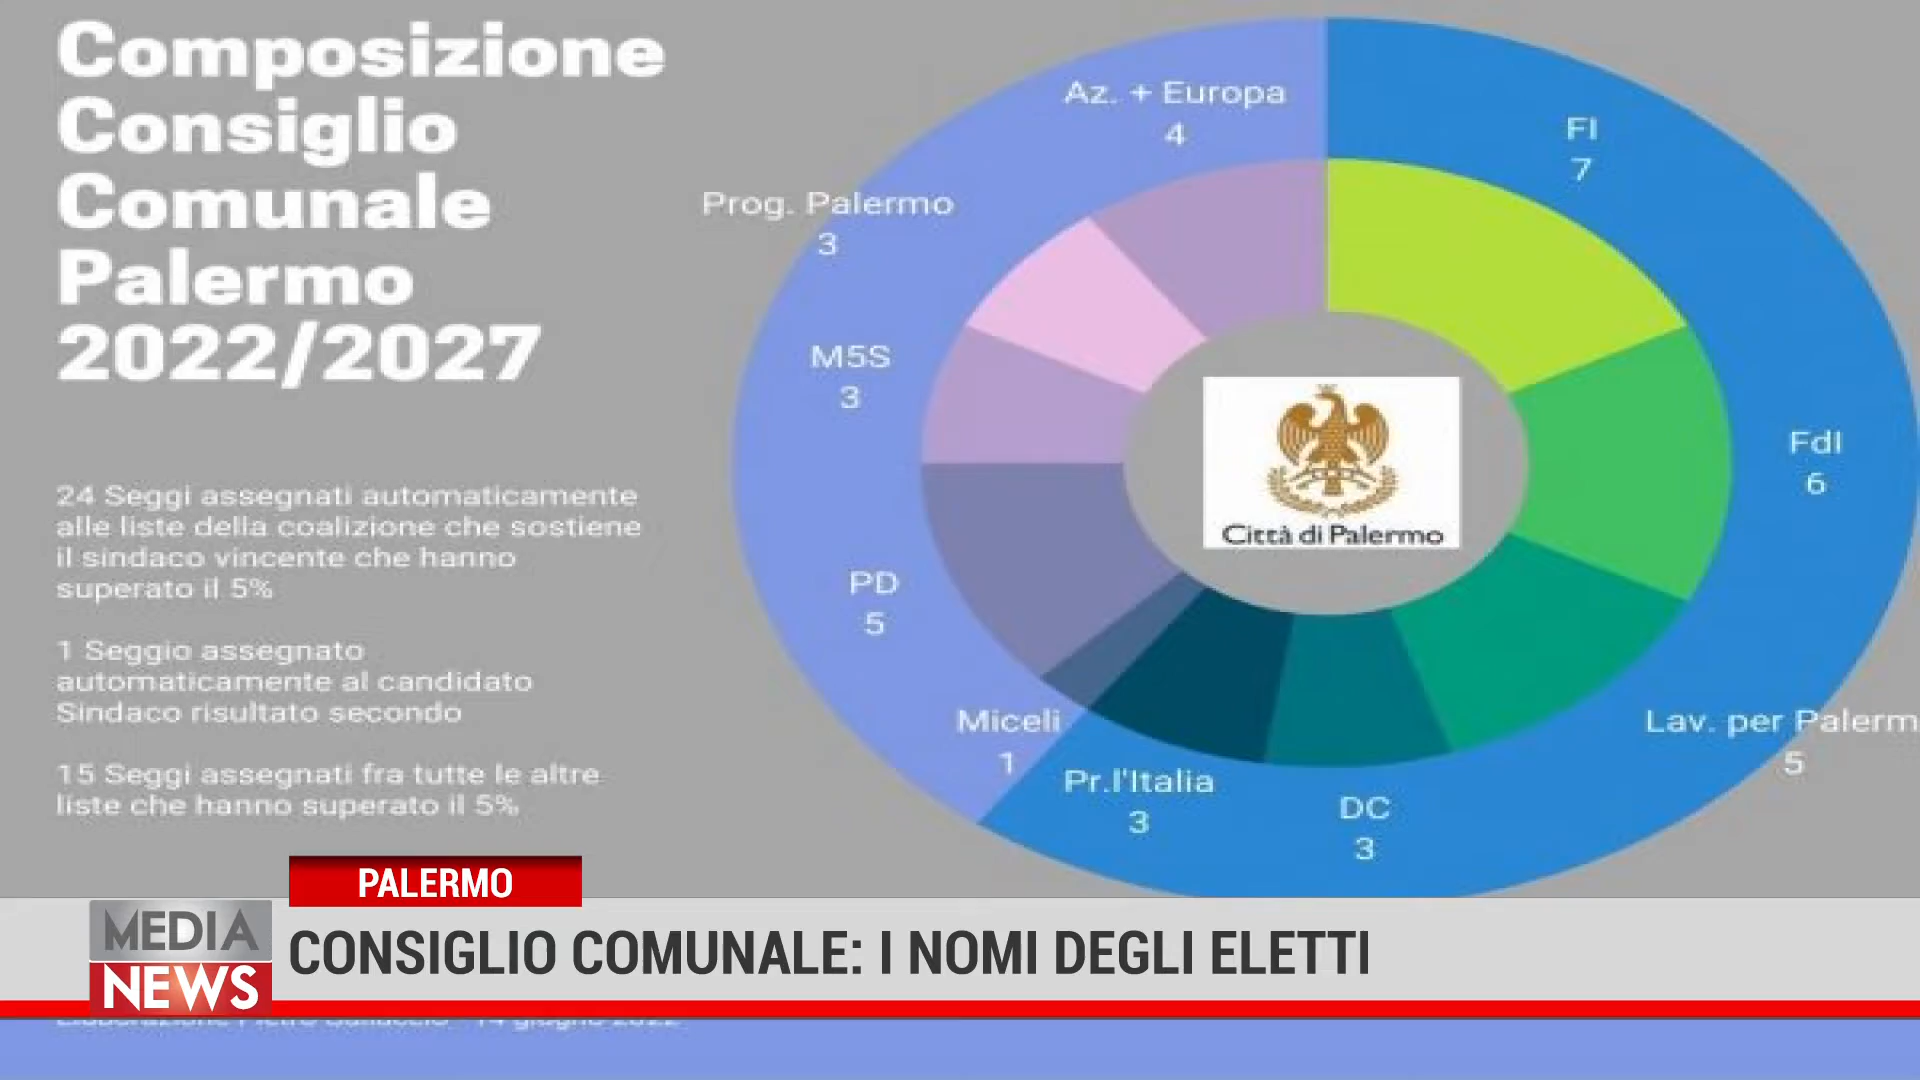 Composizione
Consiglio
Comunale
Palermo
2022/2027
24 Seggi assegnati automaticamente
alle liste della coalizione che sostiene
il sindaco vincente che hanno
superato il 5%
1 Seggio assegnato
automaticamente al candidato
Sindaco risultato secondo
15 Seggi assegnati fra tutte le altre
liste che hanno superato il 5%
Az. + Europa
4
FI
7
Prog. Palermo
3
M5S
3
FdI
6
PD
5
Miceli
1
Lav. per Palerm
5
Pr.l'Italia
3
DC
3
Città di Palermo
PALERMO
MEDIA
NEWS
CONSIGLIO COMUNALE: I NOMI DEGLI ELETTI